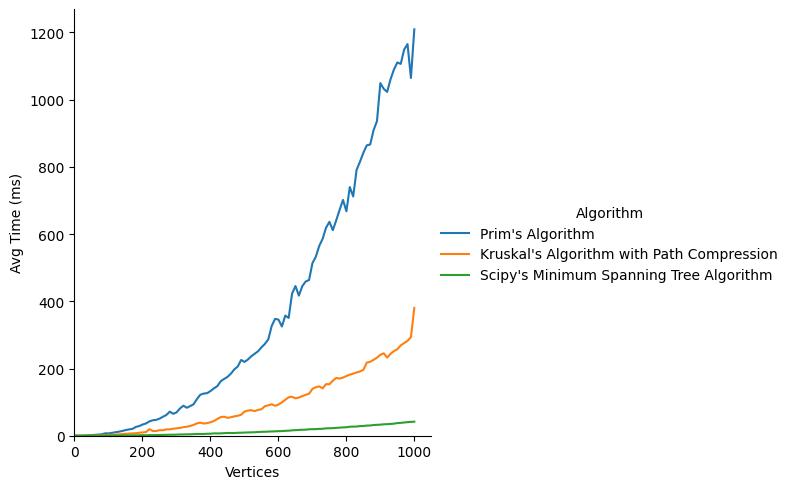 1200
1000
800
600
400
200
0
Avg Time (ms)
0 200 400 600 800 1000
Vertices
Algorithm
Prim's Algorithm
Kruskal's Algorithm with Path Compression
Scipy's Minimum Spanning Tree Algorithm